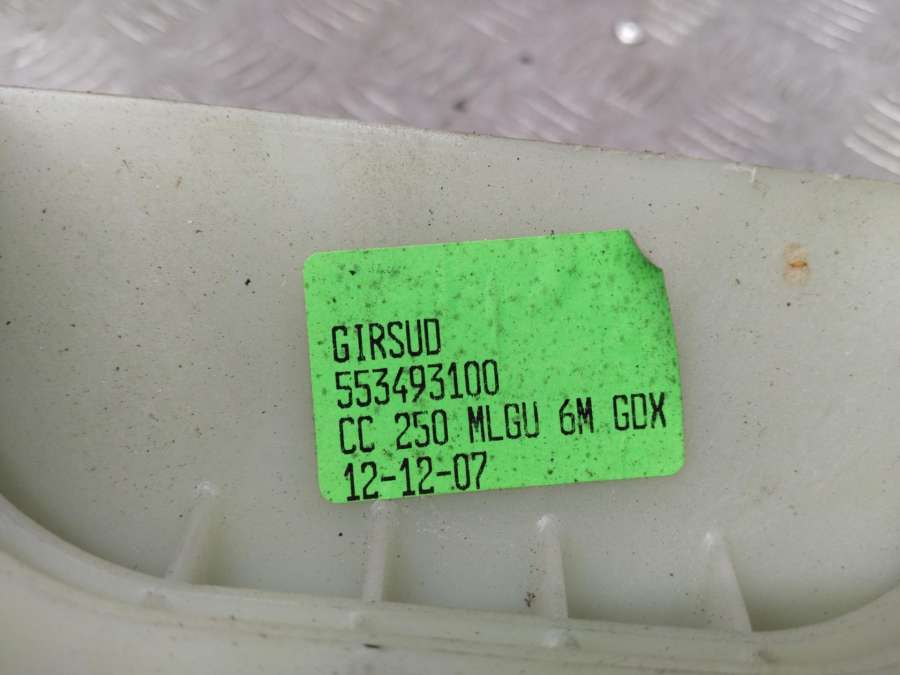 GIRSUD
553493100
CC 250 MLGU 6M GDX
12-12-07